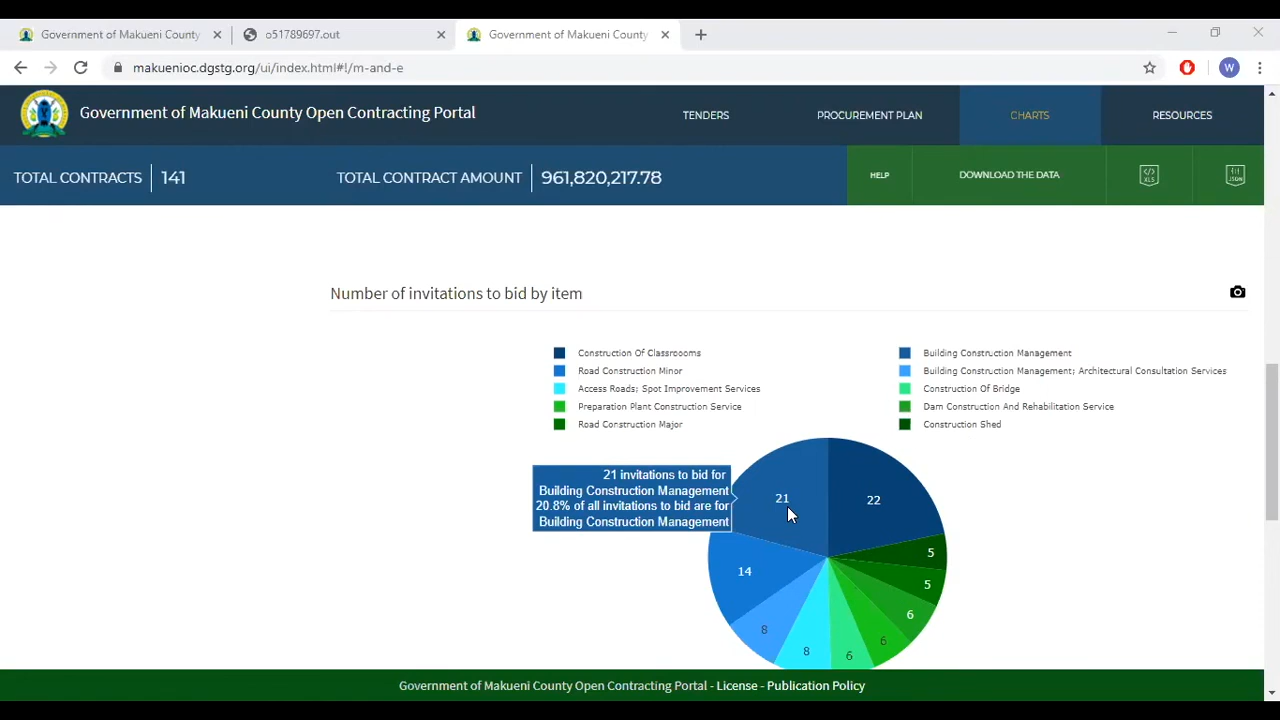 Government of Makueni County
o51789697.out
Government of Makueni County
makuenioc.dgstg.org/ui/index.html#!/m-and-e
W
Government of Makueni County Open Contracting Portal
TENDERS
PROCUREMENT PLAN
CHARTS
RESOURCES
TOTAL CONTRACTS
141
TOTAL CONTRACT AMOUNT
961,820,217.78
HELP
DOWNLOAD THE DATA
XLS
JSON
Number of invitations to bid by item
Construction Of Classrooms
Building Construction Management
Road Construction Minor
Building Construction Management; Architectural Consultation Services
Access Roads; Spot Improvement Services
Construction Of Bridge
Preparation Plant Construction Service
Dam Construction And Rehabilitation Service
Road Construction Major
Construction Shed
21 invitations to bid for
Building Construction Management
20.8% of all invitations to bid are for
Building Construction Management
21
22
5
14
5
6
8
6
8
6
Government of Makueni County Open Contracting Portal - License - Publication Policy